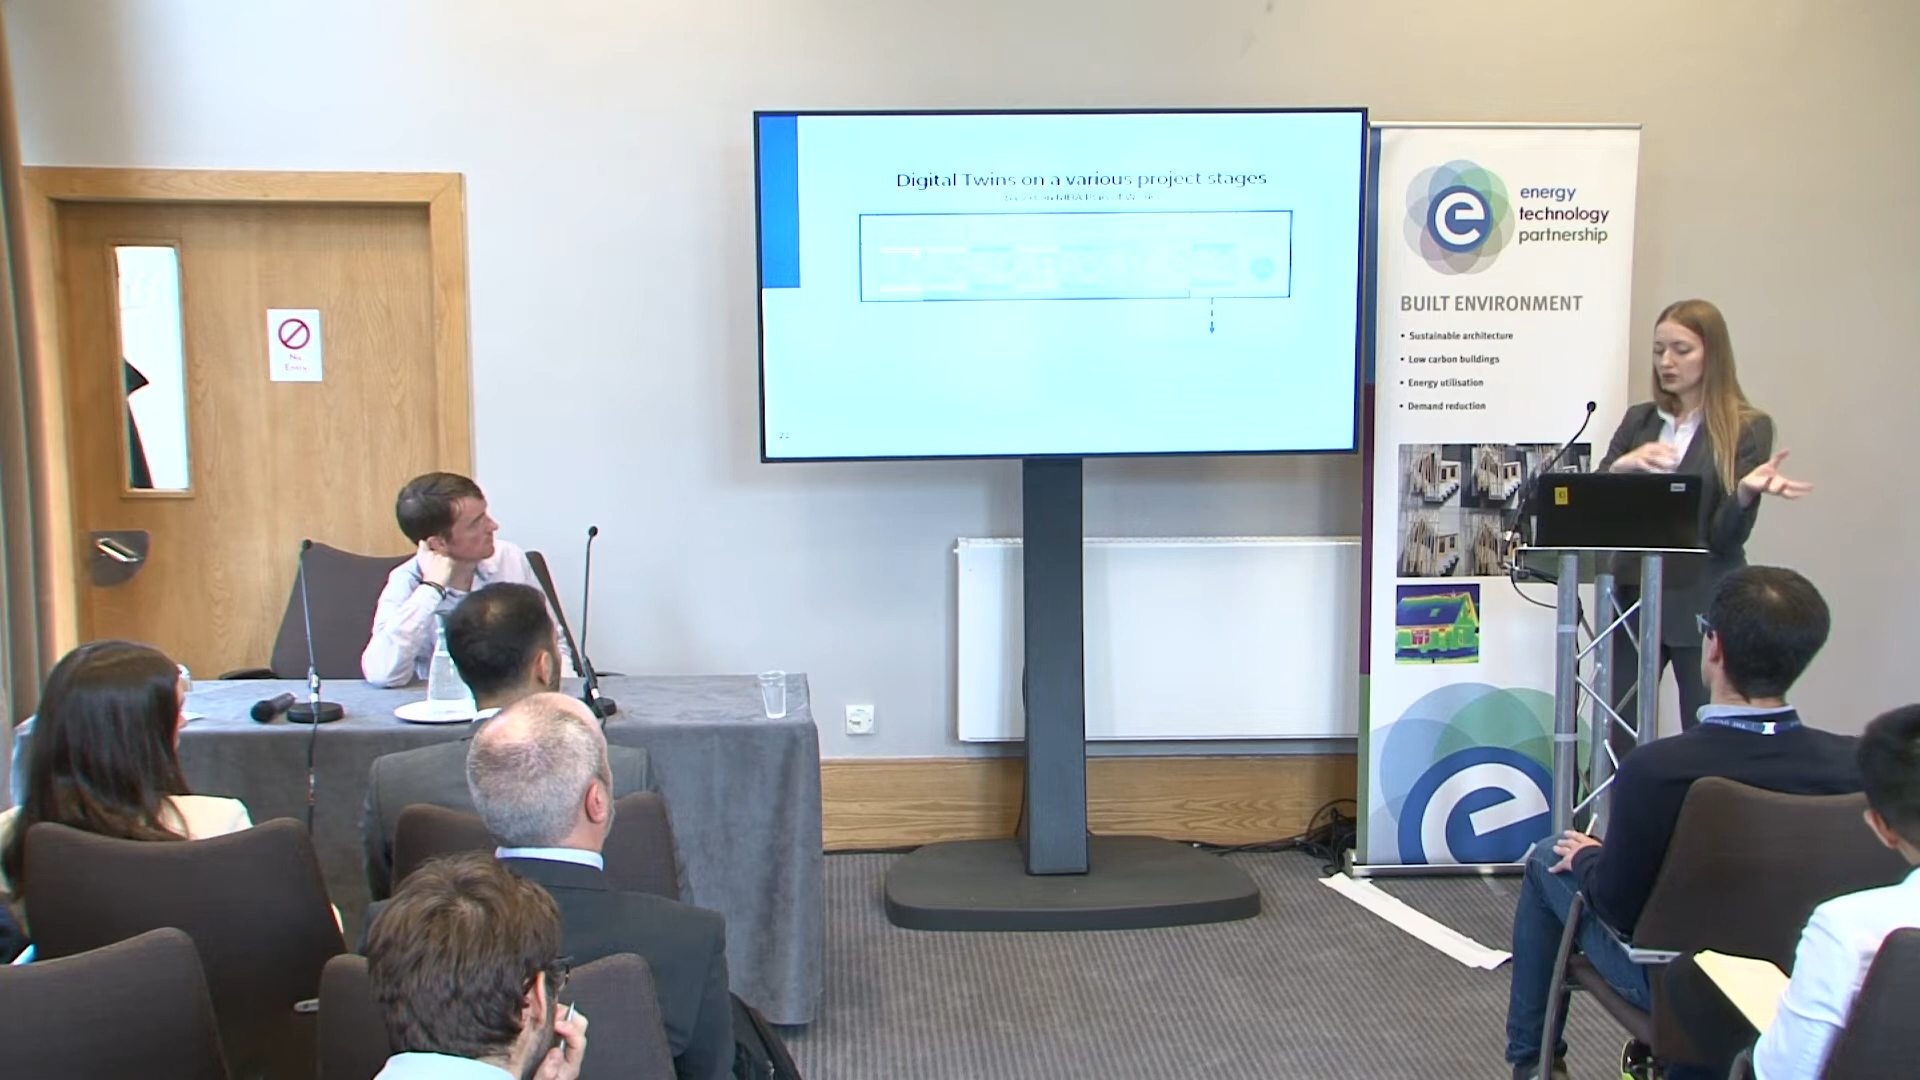 No
Entry
Digital Twins on a various project stages
22
energy
technology
partnership
BUILT ENVIRONMENT
• Sustainable architecture
• Low carbon buildings
• Energy utilisation
• Demand reduction